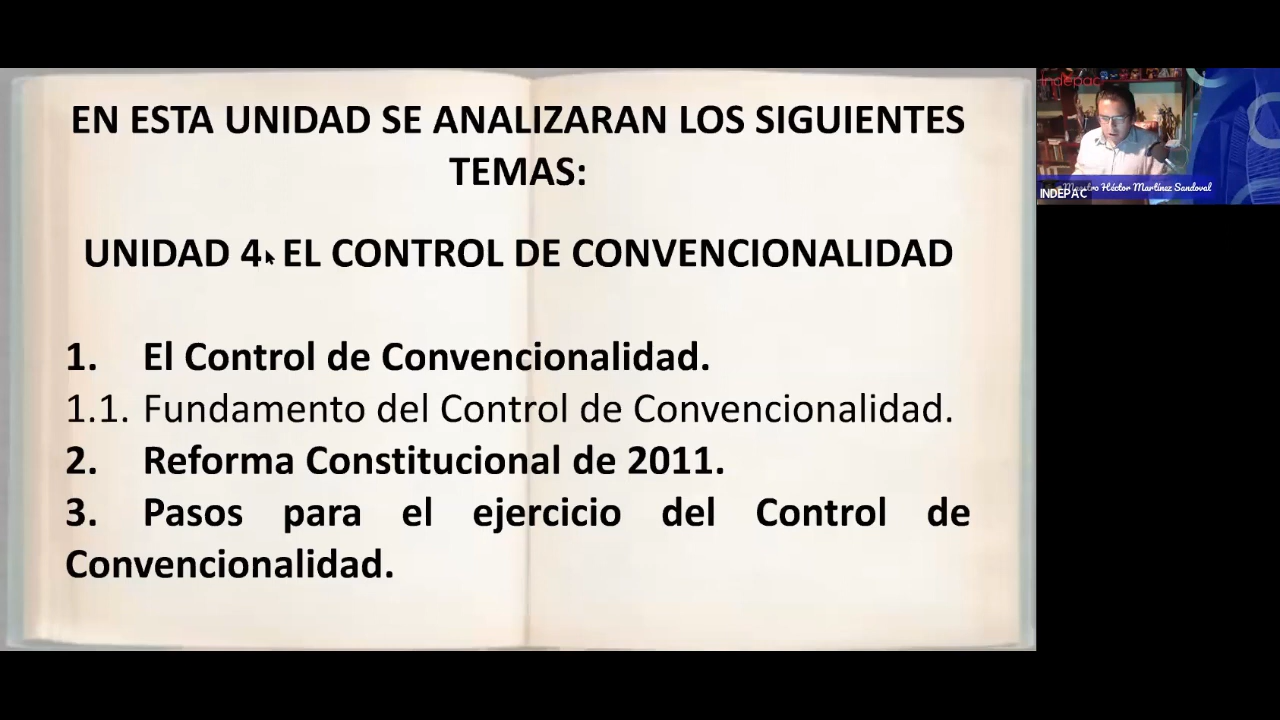 EN ESTA UNIDAD SE ANALIZARAN LOS SIGUIENTES
TEMAS:
UNIDAD 4. EL CONTROL DE CONVENCIONALIDAD
1. El Control de Convencionalidad.
1.1. Fundamento del Control de Convencionalidad.
2. Reforma Constitucional de 2011.
3. Pasos para el ejercicio del Control de
Convencionalidad.
indepac
Maestro Héctor Martínez Sandoval
INDEPAC